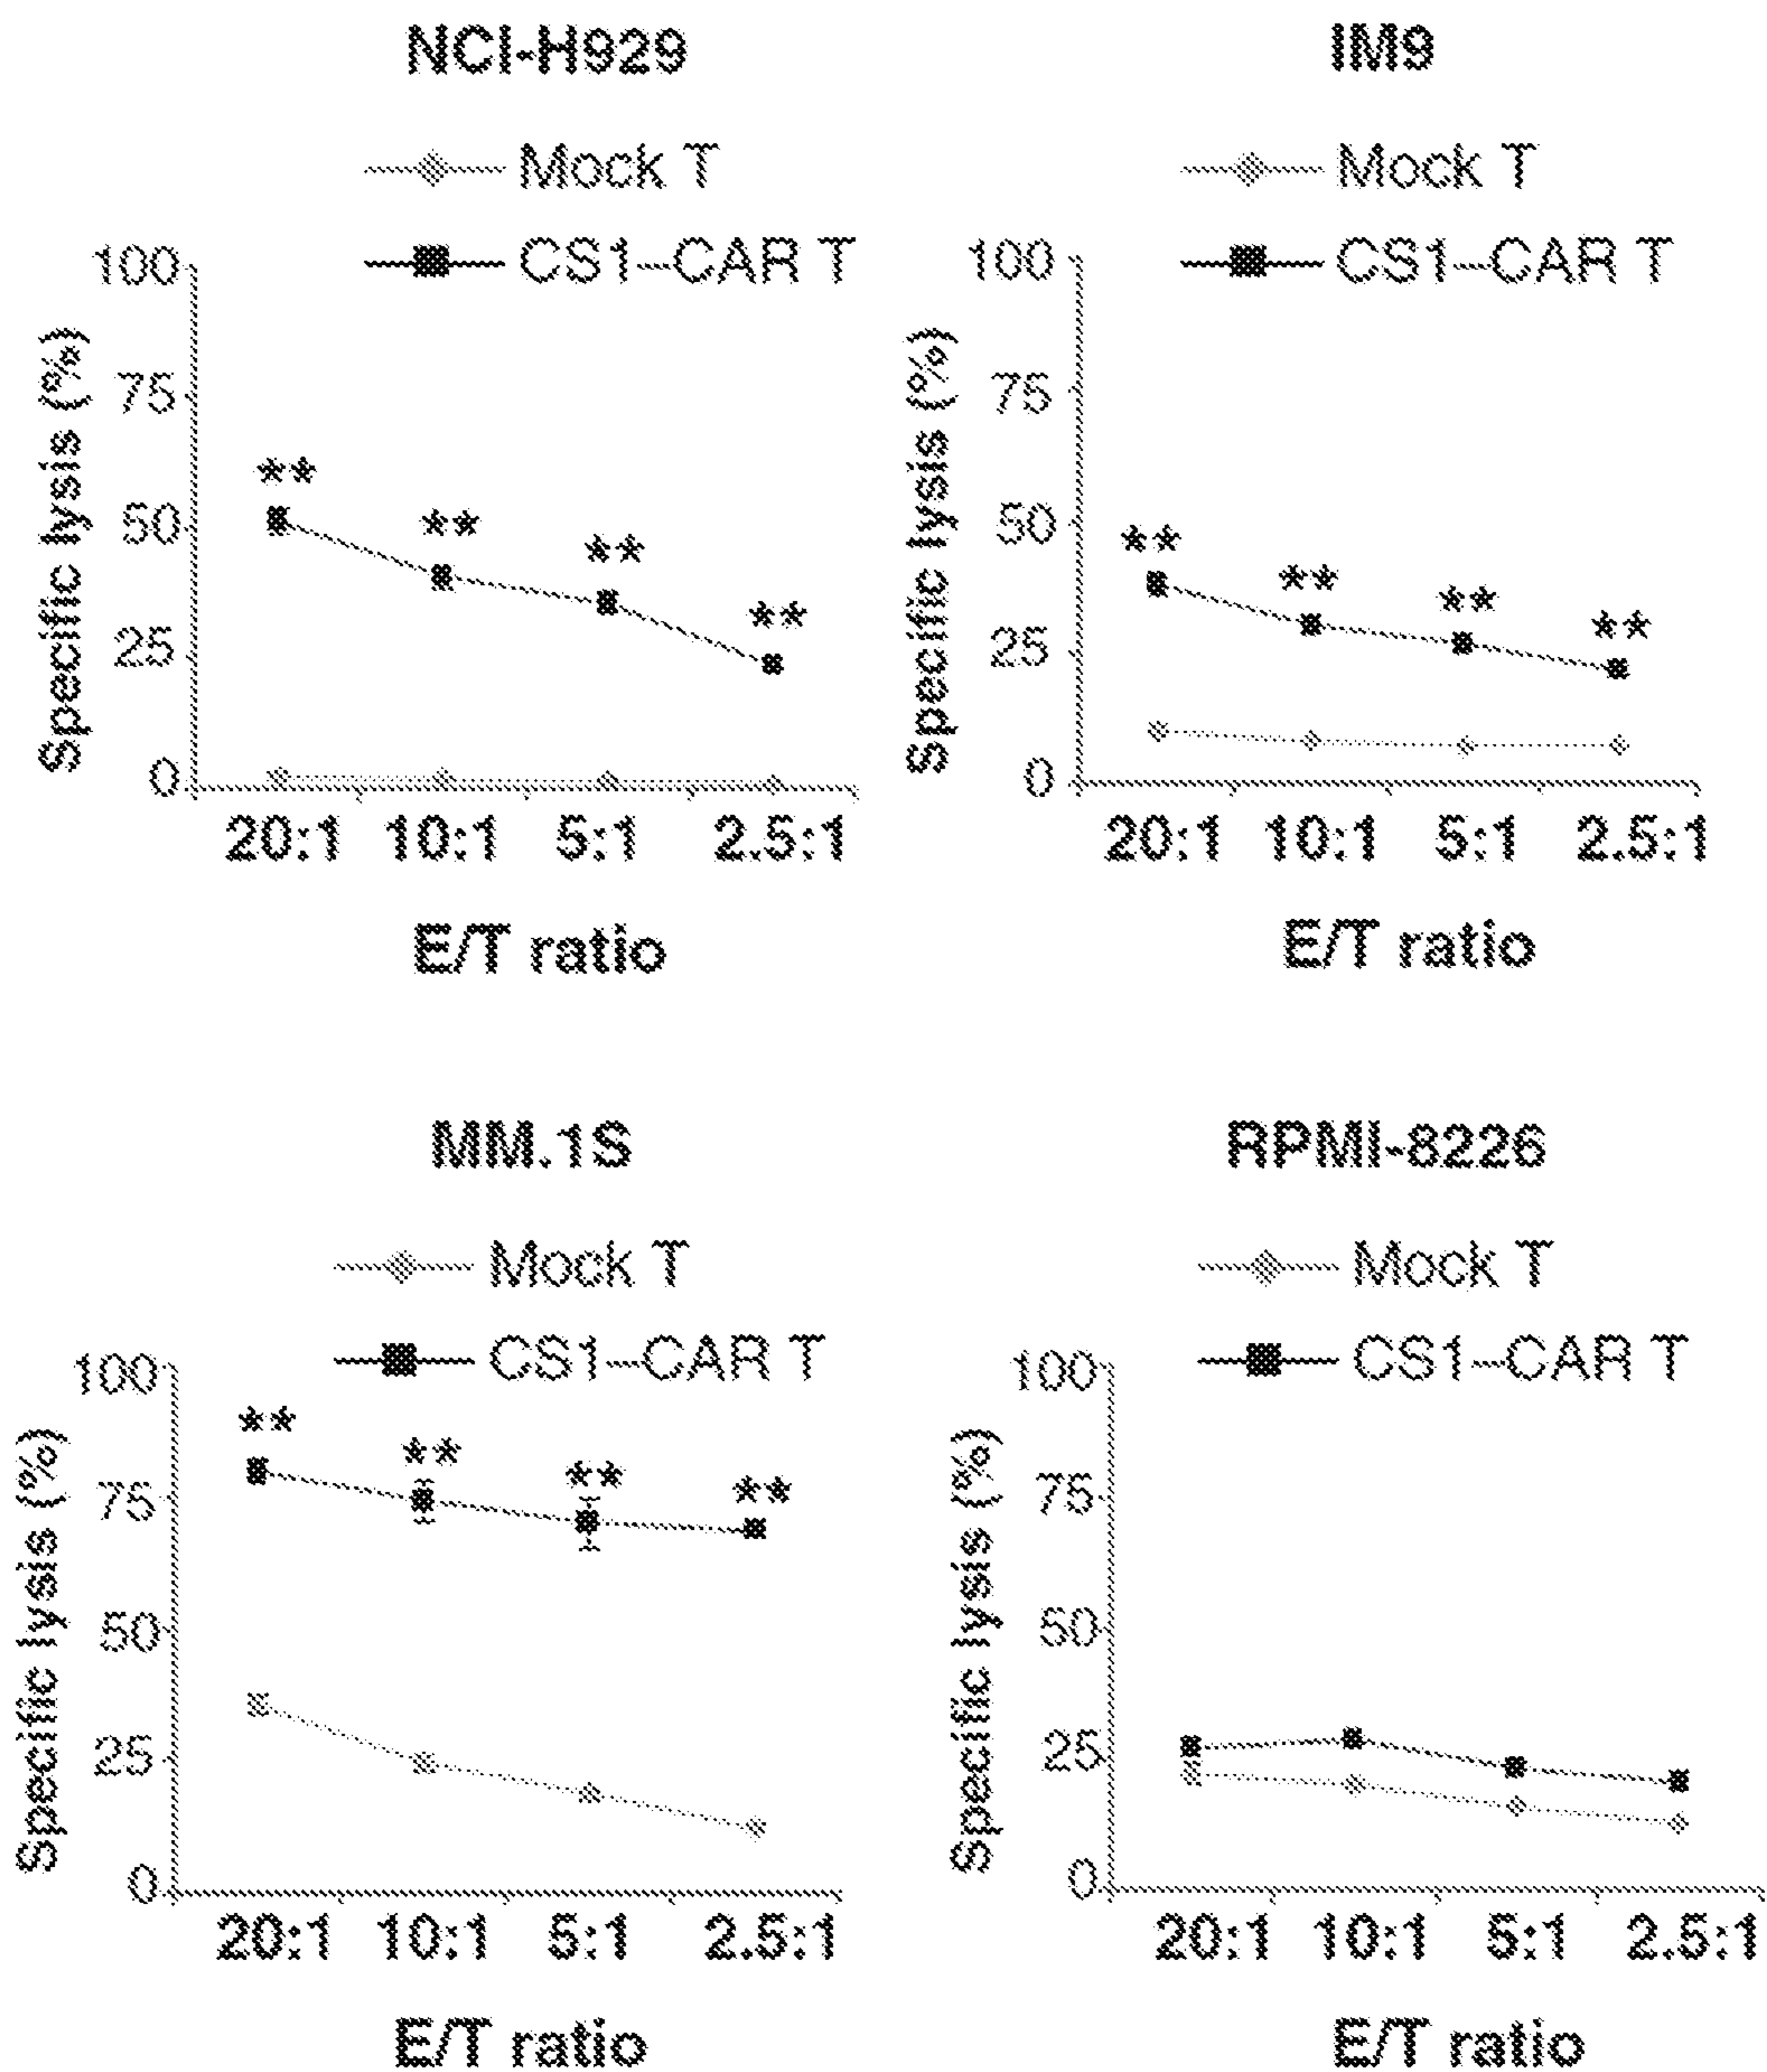 NCI-H929
Mock T
CS1–CAR T
100
75
50
25
0
Specific lysis (%)
**
**
**
**
20:1 10:1 5:1 2.5:1
E/T ratio
IM9
Mock T
CS1–CAR T
100
75
50
25
0
Specific lysis (%)
**
**
**
**
20:1 10:1 5:1 2.5:1
E/T ratio
MM.1S
Mock T
CS1–CAR T
100
75
50
25
0
Specific lysis (%)
**
**
**
**
20:1 10:1 5:1 2.5:1
E/T ratio
RPMI-8226
Mock T
CS1–CAR T
100
75
50
25
0
Specific lysis (%)
20:1 10:1 5:1 2.5:1
E/T ratio